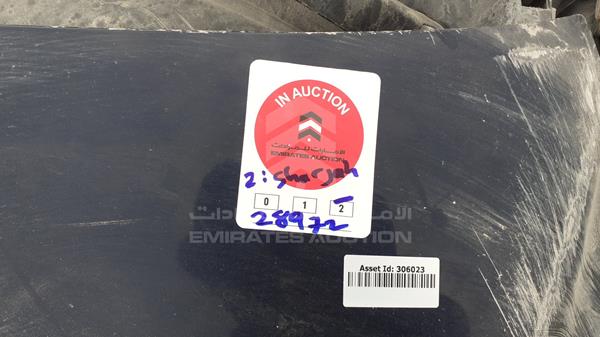 IN AUCTION
الإمارات للمزادات
EMIRATES AUCTION
2: Sharjah
0 1 2
28972
الإمارات للمزادات
EMIRATES AUCTION
Asset Id: 306023